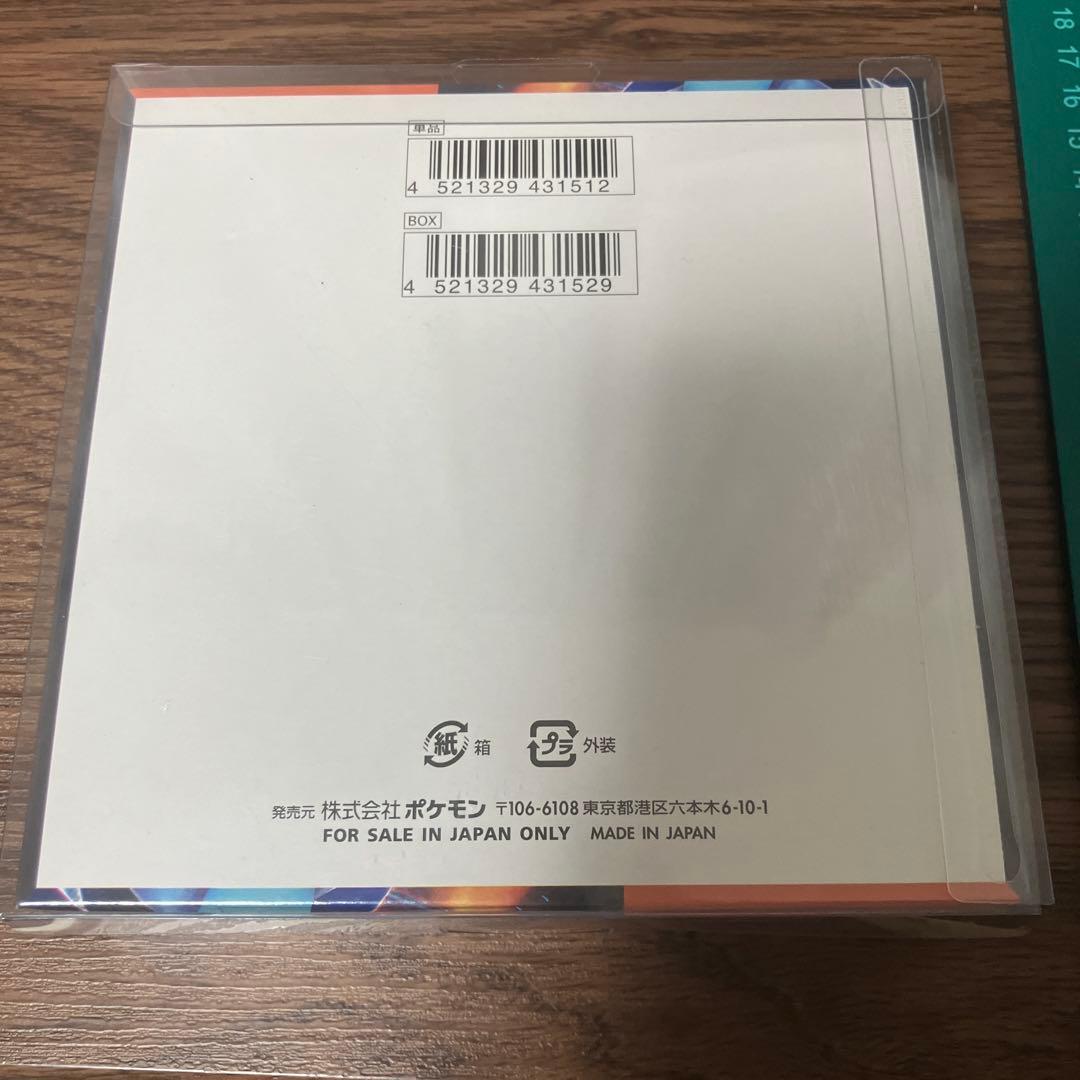 単品
4 521329 431512
BOX
4 521329 431529
紙 箱
プラ 外装
発売元 株式会社 ポケモン 〒106-6108 東京都港区六本木6-10-1
FOR SALE IN JAPAN ONLY MADE IN JAPAN
18 17 16 15 14